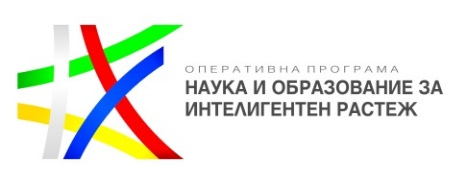 ОПЕРАТИВНА ПРОГРАМА
НАУКА И ОБРАЗОВАНИЕ ЗА
ИНТЕЛИГЕНТЕН РАСТЕЖ